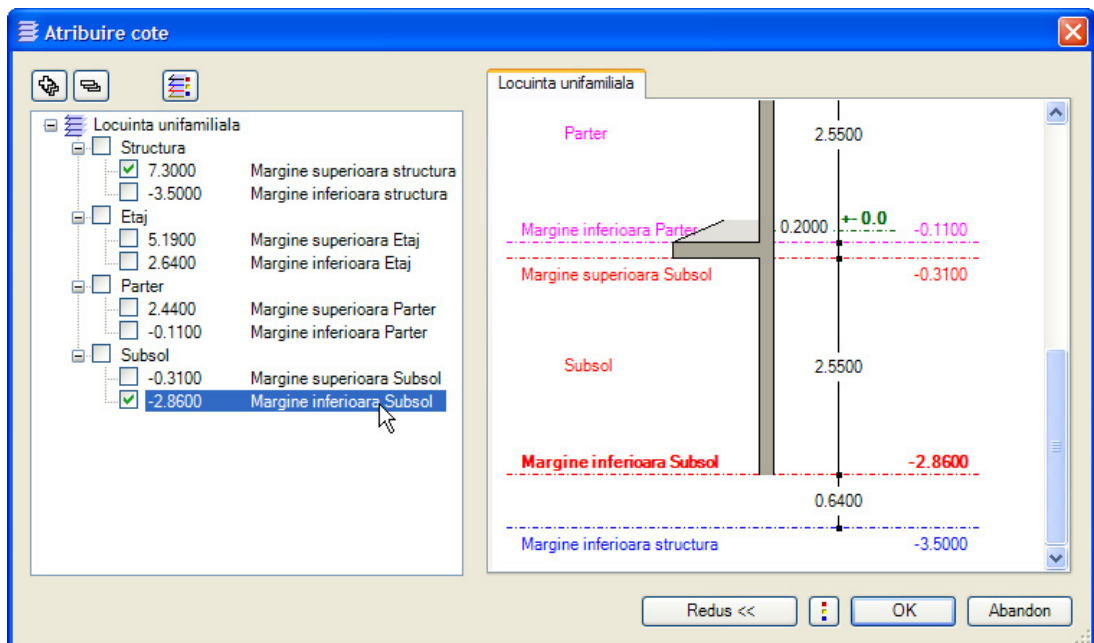 Atribuire cote
Locuinta unifamiliala
Structura
7.3000 Margine superioara structura
-3.5000 Margine inferioara structura
Etaj
5.1900 Margine superioara Etaj
2.6400 Margine inferioara Etaj
Parter
2.4400 Margine superioara Parter
-0.1100 Margine inferioara Parter
Subsol
-0.3100 Margine superioara Subsol
-2.8600 Margine inferioara Subsol
Locuinta unifamiliala
Parter 2.5500
Margine inferioara Parter 0.2000 +-0.0 -0.1100
Margine superioara Subsol -0.3100
Subsol 2.5500
Margine inferioara Subsol -2.8600
0.6400
Margine inferioara structura -3.5000
Redus << OK Abandon